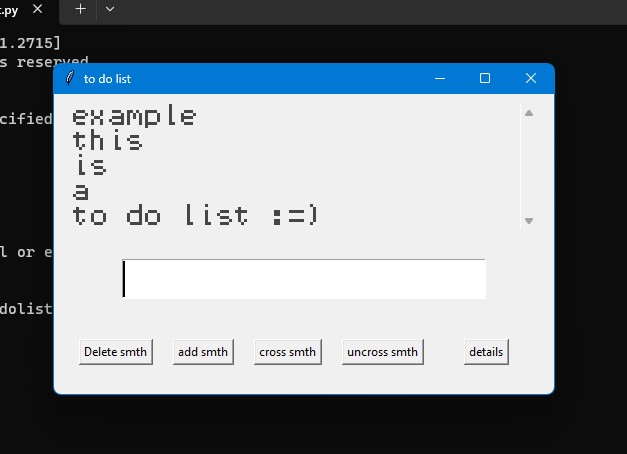 t.py
1.2715]
s reserved
to do list
cified
example
this
is
a
to do list :=)
l or e
dolist
Delete smth
add smth
cross smth
uncross smth
details